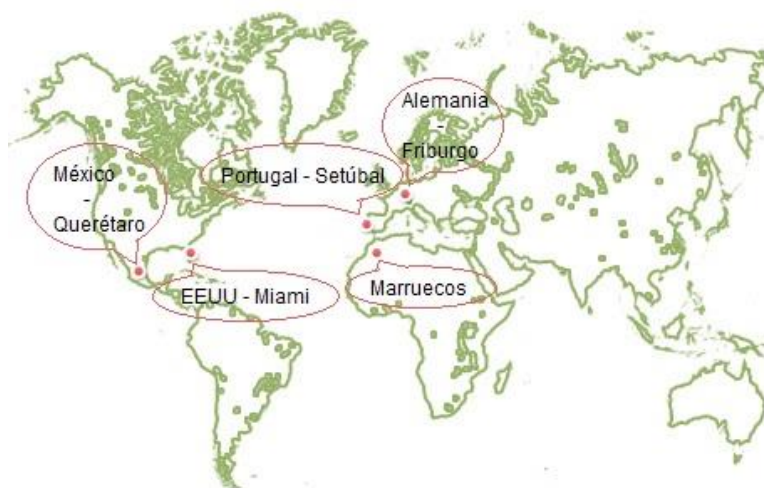 Alemania
-
Friburgo
México
-
Querétaro
Portugal - Setúbal
EEUU - Miami
Marruecos